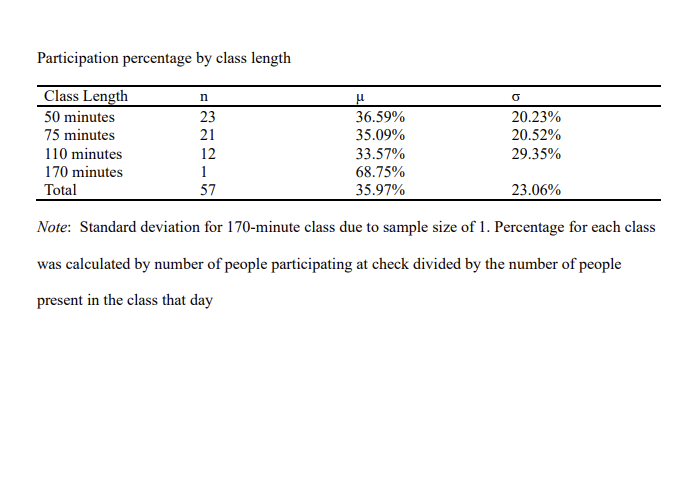 Participation percentage by class length
Class Length n μ σ
50 minutes 23 36.59% 20.23%
75 minutes 21 35.09% 20.52%
110 minutes 12 33.57% 29.35%
170 minutes 1 68.75%
Total 57 35.97% 23.06%
Note: Standard deviation for 170-minute class due to sample size of 1. Percentage for each class
was calculated by number of people participating at check divided by the number of people
present in the class that day